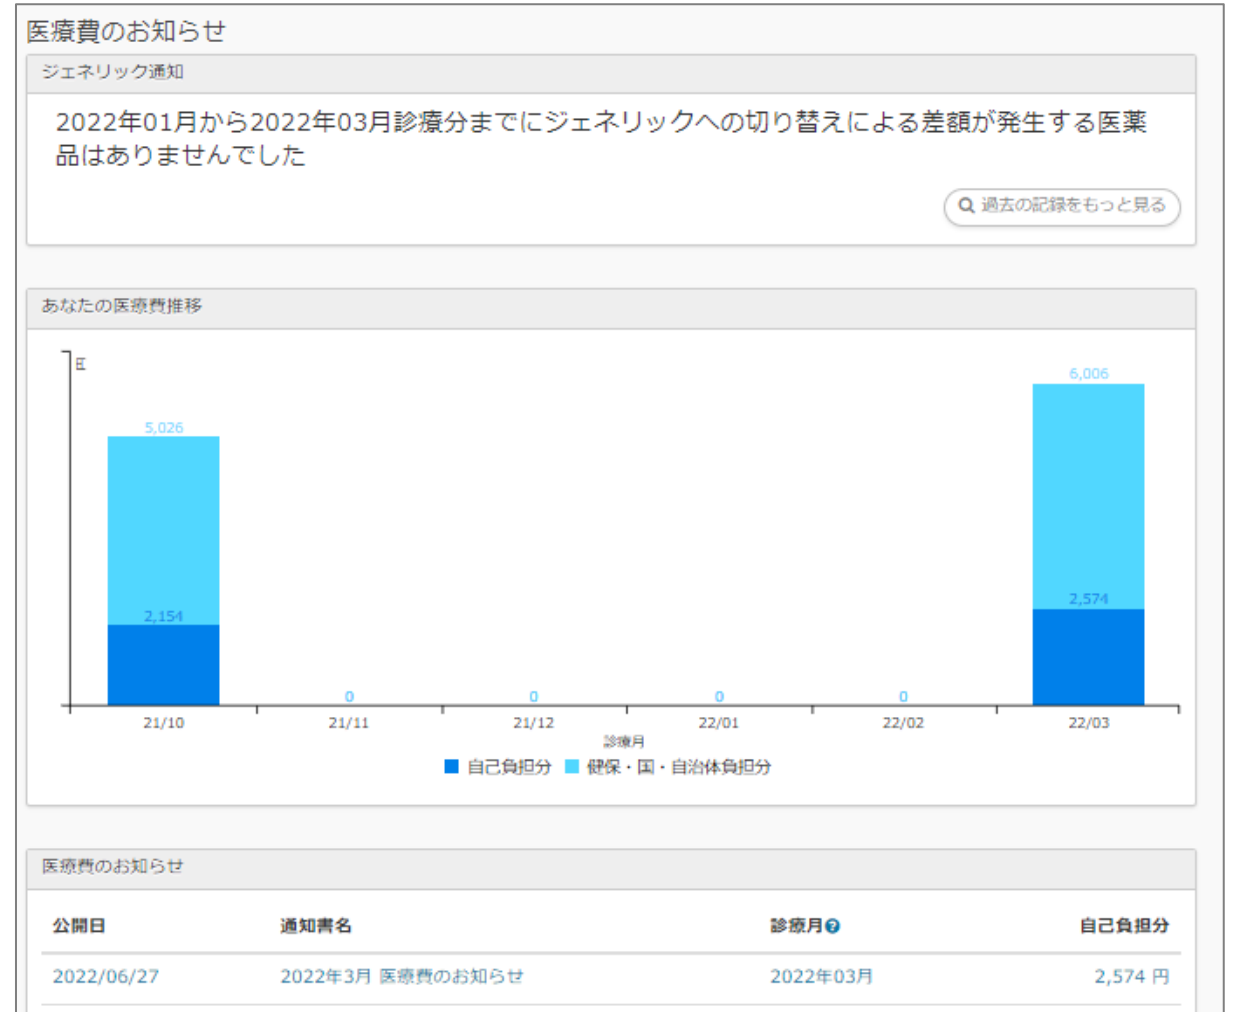 医療費のお知らせ
ジェネリック通知
2022年01月から2022年03月診療分までにジェネリックへの切り替えによる差額が発生する医薬
品はありませんでした
過去の記録をもっと見る
あなたの医療費推移
6,006
5,026
2,574
2,154
0 0 0 0
21/10 21/11 21/12 22/01 22/02 22/03
診療月
自己負担分 健保・国・自治体負担分
医療費のお知らせ
公開日 通知書名 診療月 自己負担分
2022/06/27 2022年3月 医療費のお知らせ 2022年03月 2,574 円